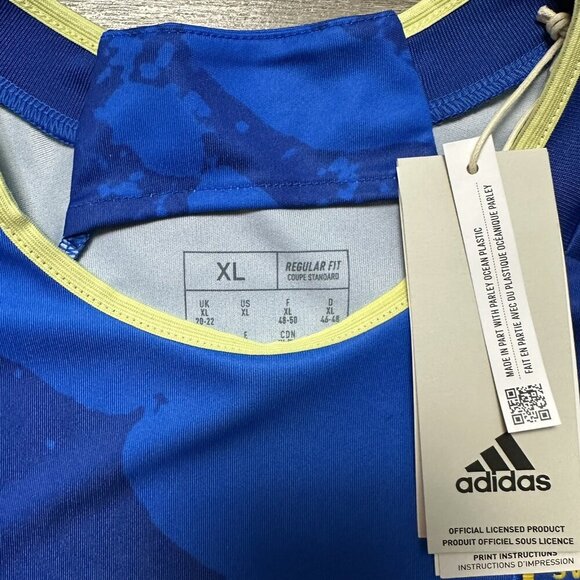 XL
REGULAR FIT
COUPE STANDARD
UK
XL
20-22
US
XL
F
XL
48-50
D
XL
46-48
E
CDN
MADE IN PART WITH PARLEY OCEAN PLASTIC
FAIT EN PARTIE AVEC DU PLASTIQUE OCÉANIQUE PARLEY
adidas
OFFICIAL LICENSED PRODUCT
PRODUIT OFFICIEL SOUS LICENCE
PRINT INSTRUCTIONS
INSTRUCTIONS D'IMPRESSION